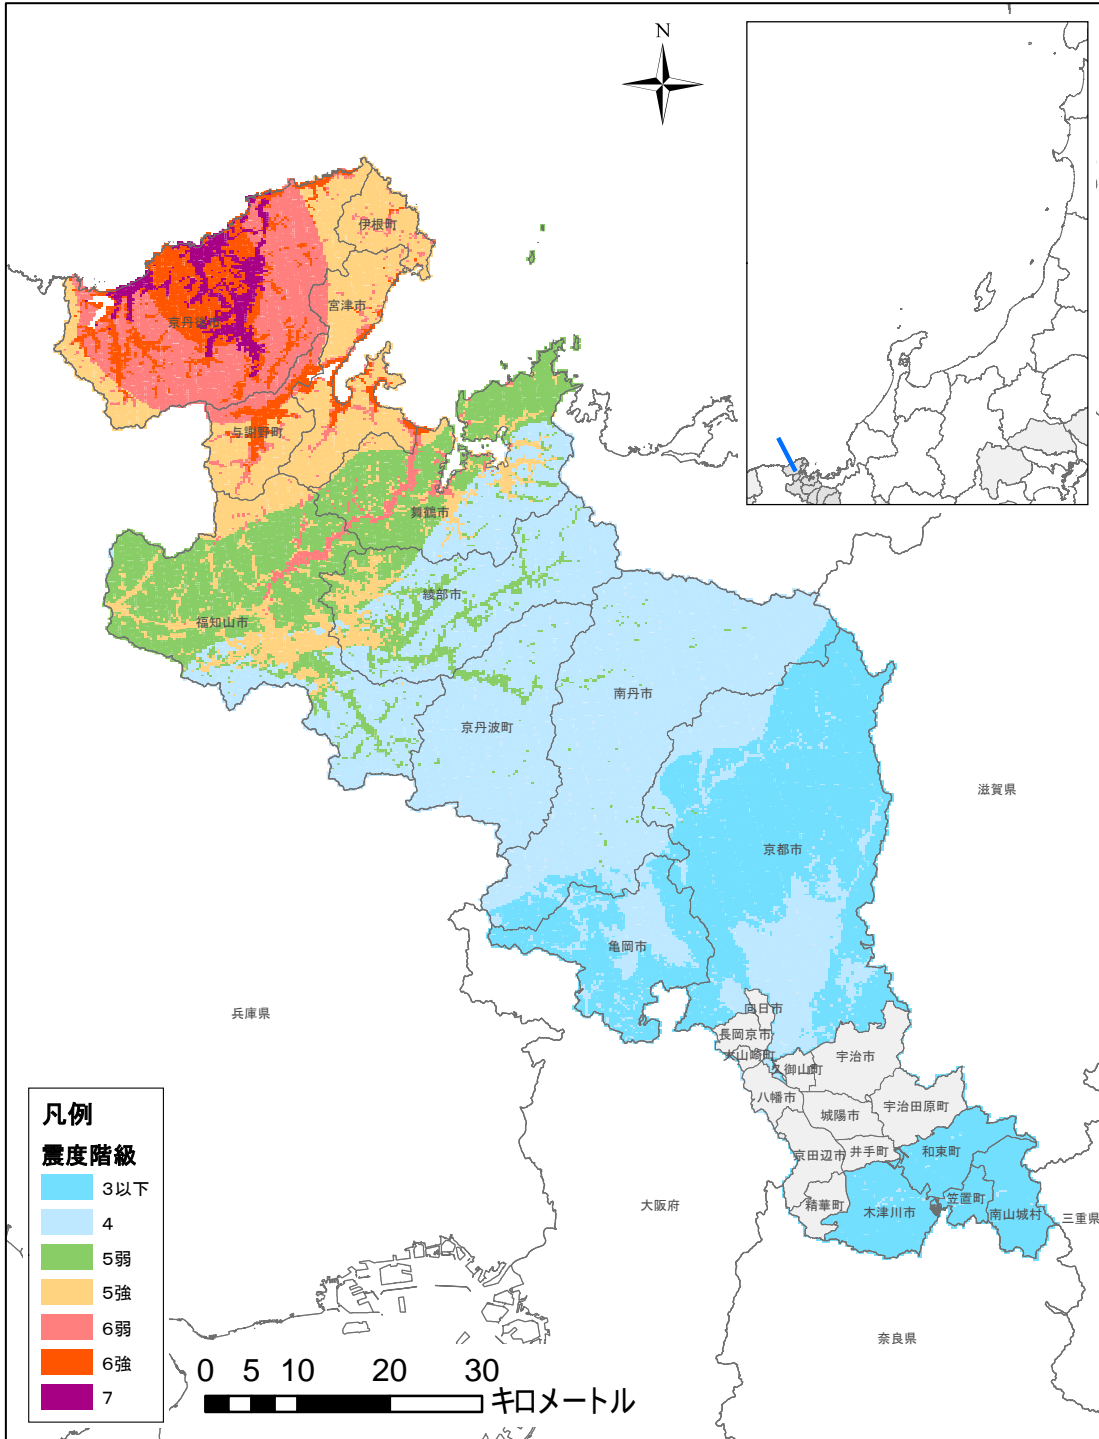 N
伊根町
宮津市
京丹後市
与謝野町
舞鶴市
綾部市
福知山市
南丹市
京丹波町
滋賀県
京都市
亀岡市
兵庫県
向日市
長岡京市
大山崎町
宇治市
久御山町
八幡市
宇治田原町
城陽市
井手町
和束町
京田辺市
精華町
笠置町
木津川市
南山城村
三重県
大阪府
奈良県
凡例
震度階級
3以下
4
5弱
5強
6弱
6強
7
0 5 10 20 30
キロメートル